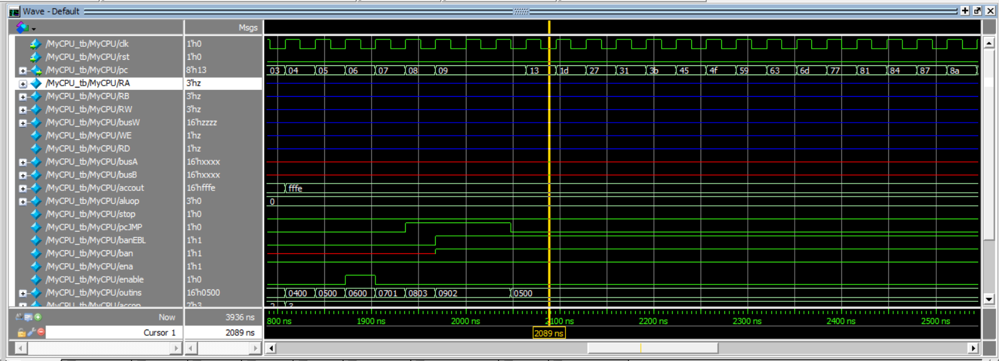 Wave - Default
Msgs
/MyCPU_tb/MyCPU/clk 1'h0
/MyCPU_tb/MyCPU/rst 1'h0
/MyCPU_tb/MyCPU/pc 8'h13 03 04 05 06 07 08 09 13 1d 27 31 3b 45 4f 59 63 6d 77 81 84 87 8a
/MyCPU_tb/MyCPU/RA 3'hz
/MyCPU_tb/MyCPU/RB 3'hz
/MyCPU_tb/MyCPU/RW 3'hz
/MyCPU_tb/MyCPU/busW 16'hzzzz
/MyCPU_tb/MyCPU/WE 1'hz
/MyCPU_tb/MyCPU/RD 1'hz
/MyCPU_tb/MyCPU/busA 16'hxxxx
/MyCPU_tb/MyCPU/busB 16'hxxxx
/MyCPU_tb/MyCPU/accout 16'hfffe fffe
/MyCPU_tb/MyCPU/aluop 3'h0 0
/MyCPU_tb/MyCPU/stop 1'h0
/MyCPU_tb/MyCPU/pcJMP 1'h0
/MyCPU_tb/MyCPU/banEBL 1'h1
/MyCPU_tb/MyCPU/ban 1'h1
/MyCPU_tb/MyCPU/ena 1'h1
/MyCPU_tb/MyCPU/enable 1'h0
/MyCPU_tb/MyCPU/outins 16'h0500 0400 0500 0600 0701 0803 0902 0500
/MyCPU_tb/MyCPU/accop 2'h3 2 3
Now 3936 ns 800 ns 1900 ns 2000 ns 2100 ns 2200 ns 2300 ns 2400 ns 2500 ns
Cursor 1 2089 ns 2089 ns